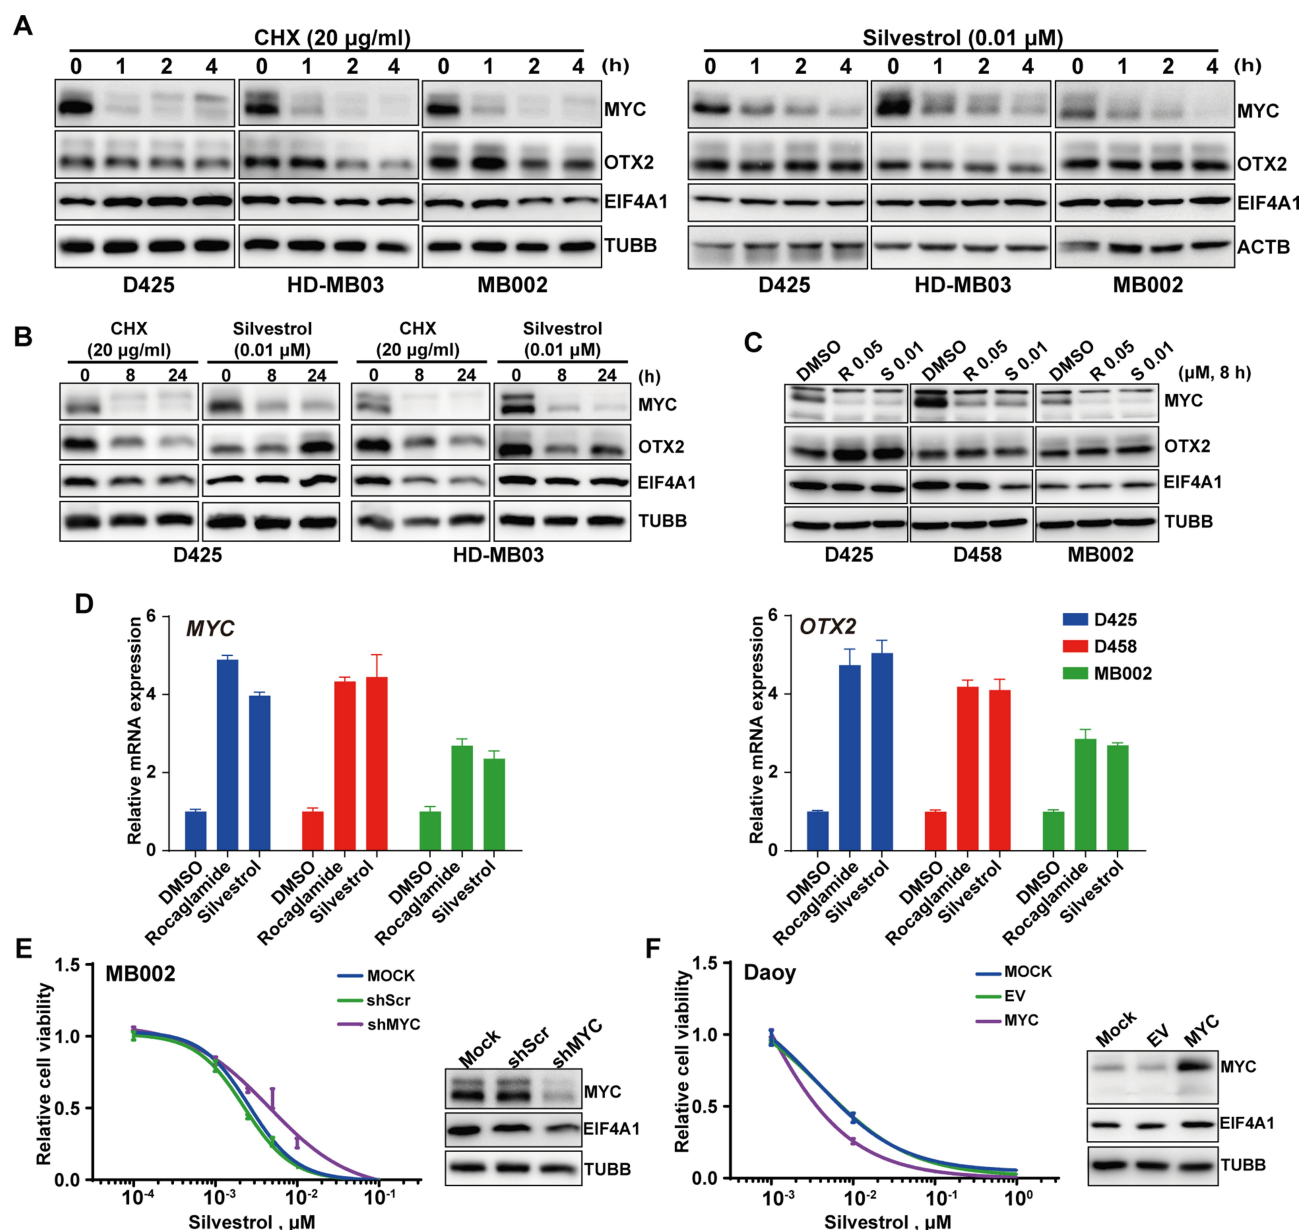 A
CHX (20 µg/ml)
0 1 2 4 0 1 2 4 0 1 2 4 (h)
MYC
OTX2
EIF4A1
TUBB
D425 HD-MB03 MB002
Silvestrol (0.01 µM)
0 1 2 4 0 1 2 4 0 1 2 4 (h)
MYC
OTX2
EIF4A1
ACTB
D425 HD-MB03 MB002
B
CHX Silvestrol CHX Silvestrol
(20 µg/ml) (0.01 µM) (20 µg/ml) (0.01 µM)
0 8 24 0 8 24 0 8 24 0 8 24 (h)
MYC
OTX2
EIF4A1
TUBB
D425 HD-MB03
C
DMSO R 0.05 S 0.01 DMSO R 0.05 S 0.01 DMSO R 0.05 S 0.01 (µM, 8 h)
MYC
OTX2
EIF4A1
TUBB
D425 D458 MB002
D
MYC
Relative mRNA expression
6
4
2
0
DMSO Rocaglamide Silvestrol DMSO Rocaglamide Silvestrol DMSO Rocaglamide Silvestrol
OTX2
Relative mRNA expression
6
4
2
0
DMSO Rocaglamide Silvestrol DMSO Rocaglamide Silvestrol DMSO Rocaglamide Silvestrol
D425
D458
MB002
E
MB002
Relative cell viability
1.5
1.0
0.5
0.0
10⁻⁴ 10⁻³ 10⁻² 10⁻¹
Silvestrol , µM
MOCK
shScr
shMYC
Mock shScr shMYC
MYC
EIF4A1
TUBB
F
Daoy
Relative cell viability
1.5
1.0
0.5
0.0
10⁻³ 10⁻² 10⁻¹ 10⁰
Silvestrol , µM
MOCK
EV
MYC
Mock EV MYC
MYC
EIF4A1
TUBB